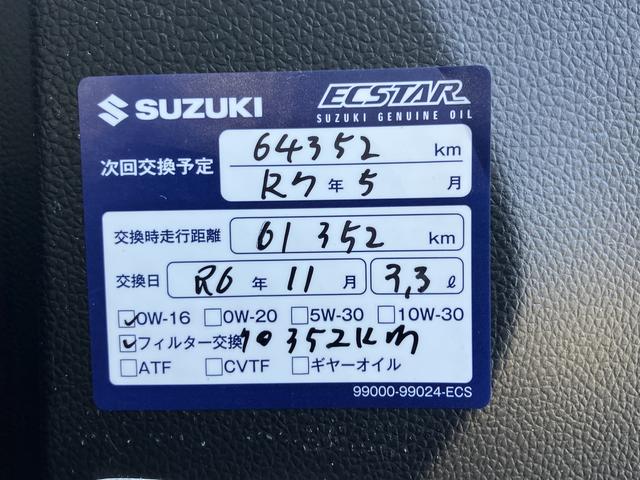 SUZUKI
ECSTAR
SUZUKI GENUINE OIL
次回交換予定
64352 km
R7 年 5 月
交換時走行距離 61352 km
交換日 R6 年 11 月 3,3 ℓ
0W-16 0W-20 5W-30 10W-30
フィルター交換 70352Km
ATF CVTF ギヤーオイル
99000-99024-ECS